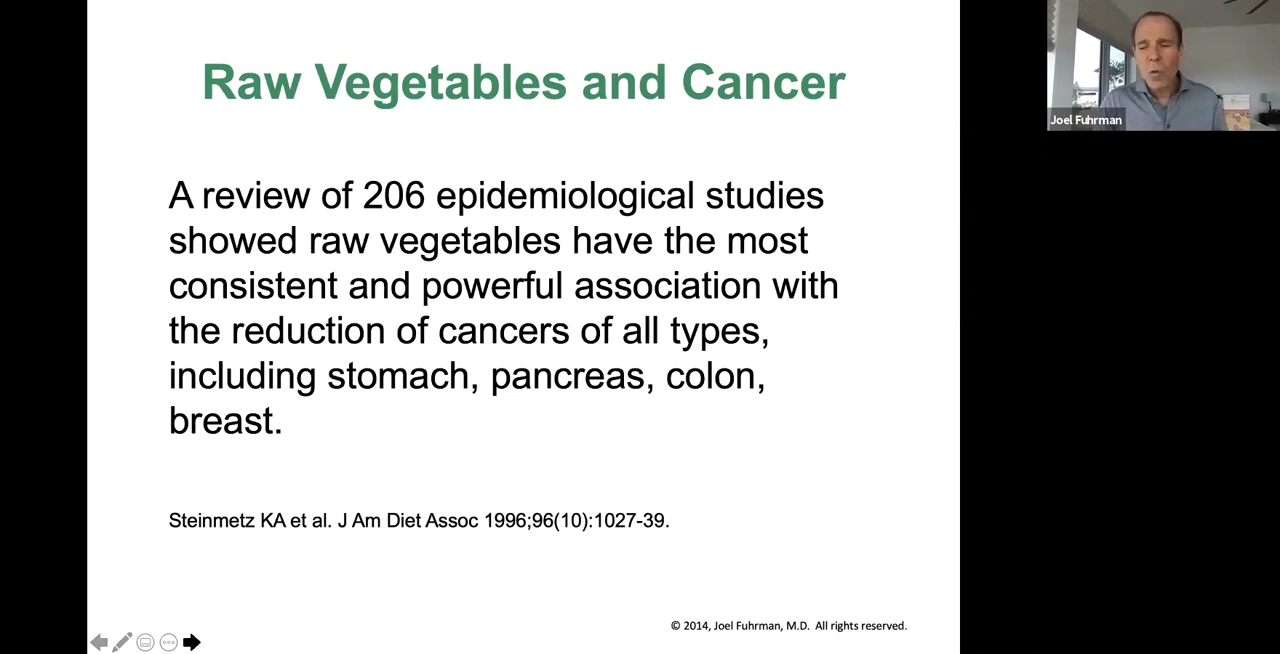 Raw Vegetables and Cancer
A review of 206 epidemiological studies
showed raw vegetables have the most
consistent and powerful association with
the reduction of cancers of all types,
including stomach, pancreas, colon,
breast.
Steinmetz KA et al. J Am Diet Assoc 1996;96(10):1027-39.
© 2014, Joel Fuhrman, M.D. All rights reserved.
Joel Fuhrman